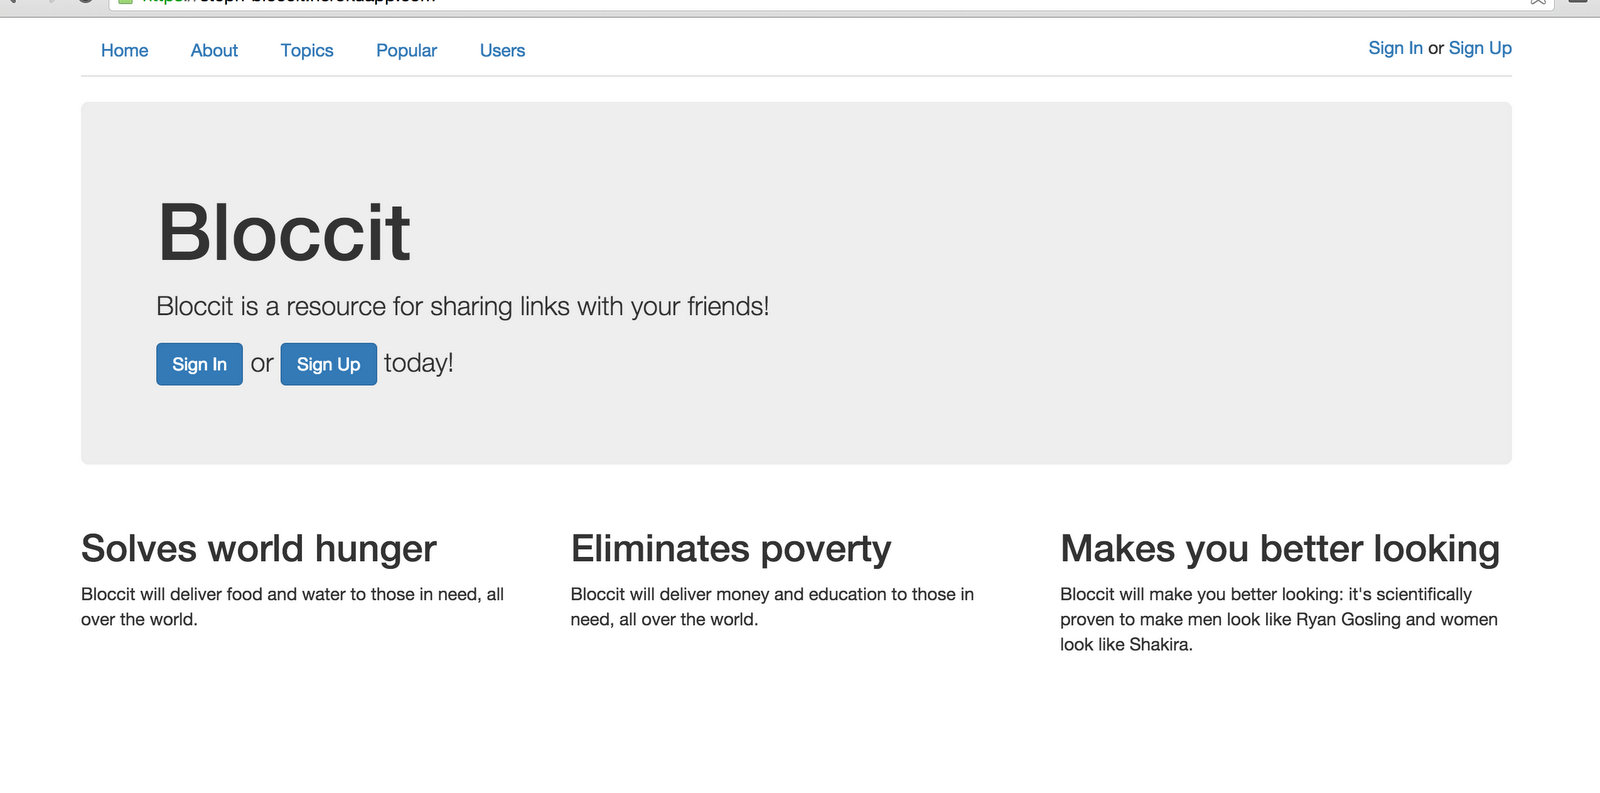 Home About Topics Popular Users Sign In or Sign Up
Bloccit
Bloccit is a resource for sharing links with your friends!
Sign In or Sign Up today!
Solves world hunger
Bloccit will deliver food and water to those in need, all
over the world.
Eliminates poverty
Bloccit will deliver money and education to those in
need, all over the world.
Makes you better looking
Bloccit will make you better looking: it's scientifically
proven to make men look like Ryan Gosling and women
look like Shakira.